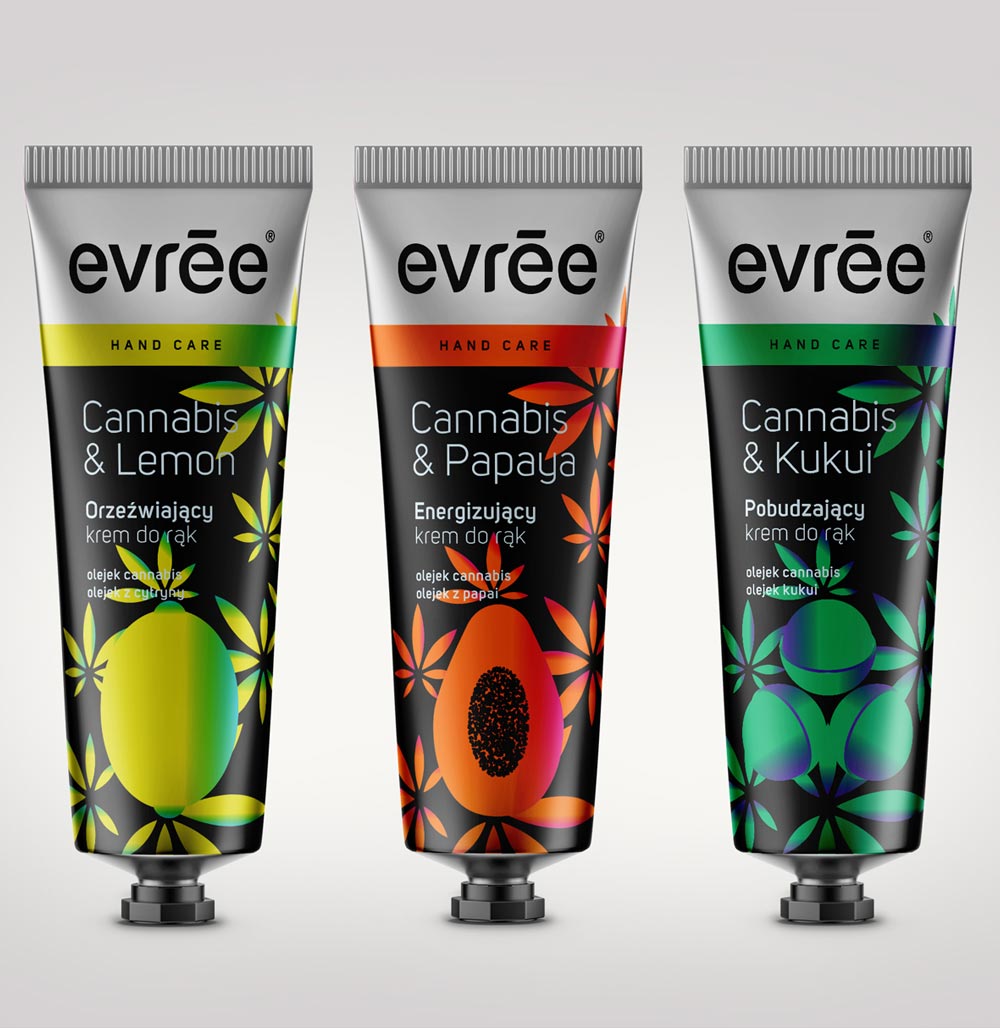 evrēe®
HAND CARE
Cannabis
& Lemon
Orzeźwiający
krem do rąk
olejek cannabis
olejek z cytryny
evrēe®
HAND CARE
Cannabis
& Papaya
Energizujący
krem do rąk
olejek cannabis
olejek z papai
evrēe®
HAND CARE
Cannabis
& Kukui
Pobudzający
krem do rąk
olejek cannabis
olejek kukui